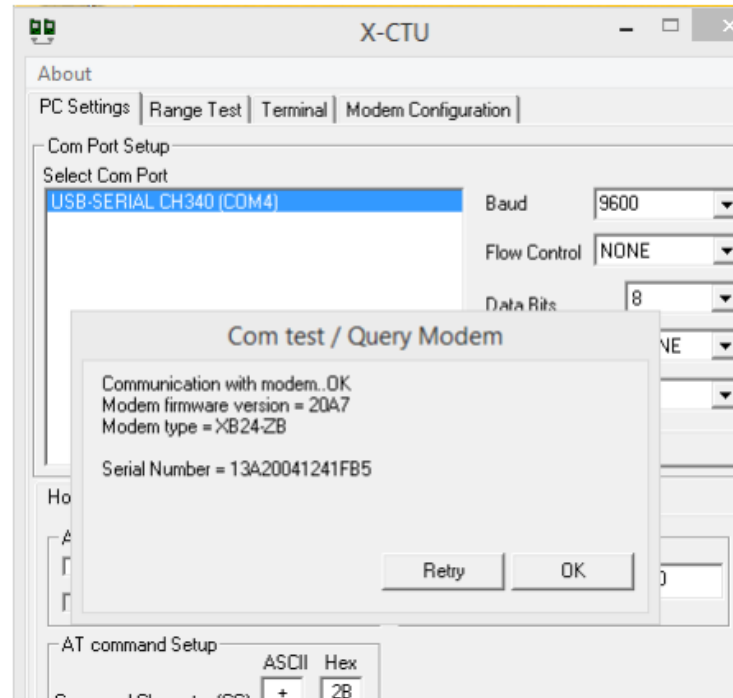 X-CTU
About
PC Settings Range Test Terminal Modem Configuration
Com Port Setup
Select Com Port
USB-SERIAL CH340 (COM4)
Baud 9600
Flow Control NONE
Data Bits 8
Com test / Query Modem
Communication with modem..OK
Modem firmware version = 20A7
Modem type = XB24-ZB
Serial Number = 13A20041241FB5
Retry OK
AT command Setup
ASCII Hex
+ 2B